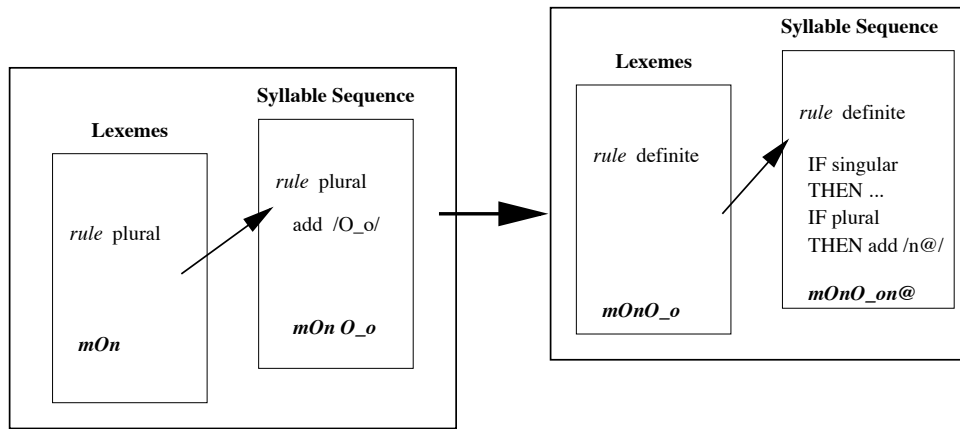 Lexemes
rule plural
mOn
Syllable Sequence
rule plural
add /O_o/
mOn O_o
Lexemes
rule definite
mOnO_o
Syllable Sequence
rule definite
IF singular
THEN ...
IF plural
THEN add /n@/
mOnO_on@